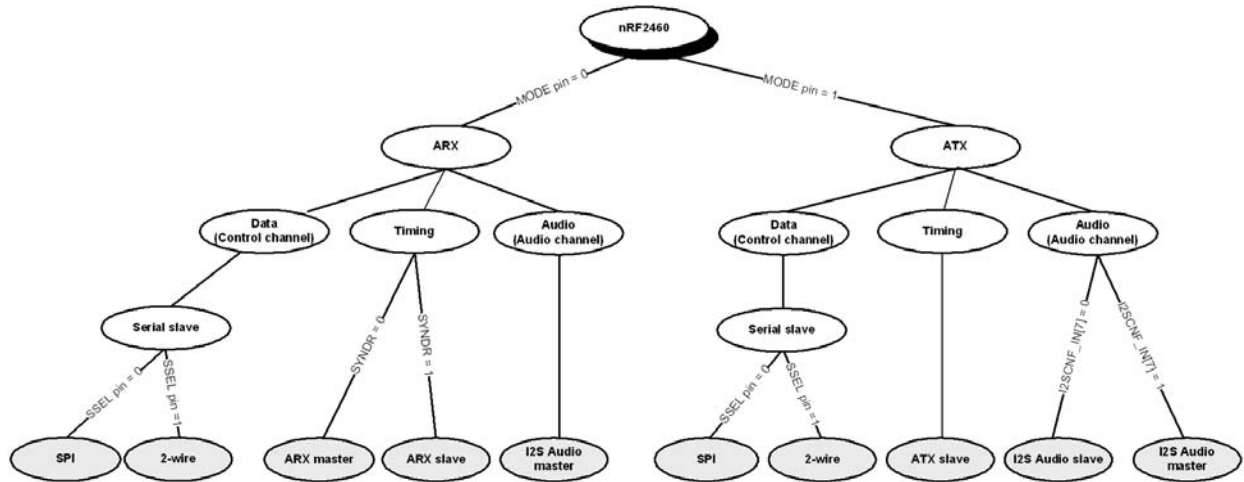 nRF2460
MODE pin = 0
MODE pin = 1
ARX
ATX
Data
(Control channel)
Timing
Audio
(Audio channel)
Data
(Control channel)
Timing
Audio
(Audio channel)
Serial slave
SYNDR = 0
SYNDR = 1
Serial slave
I2SCNF_IN[7] = 0
I2SCNF_IN[7] = 1
SSEL pin = 0
SSEL pin =1
SSEL pin = 0
SSEL pin =1
SPI
2-wire
ARX master
ARX slave
I2S Audio
master
SPI
2-wire
ATX slave
I2S Audio slave
I2S Audio
master